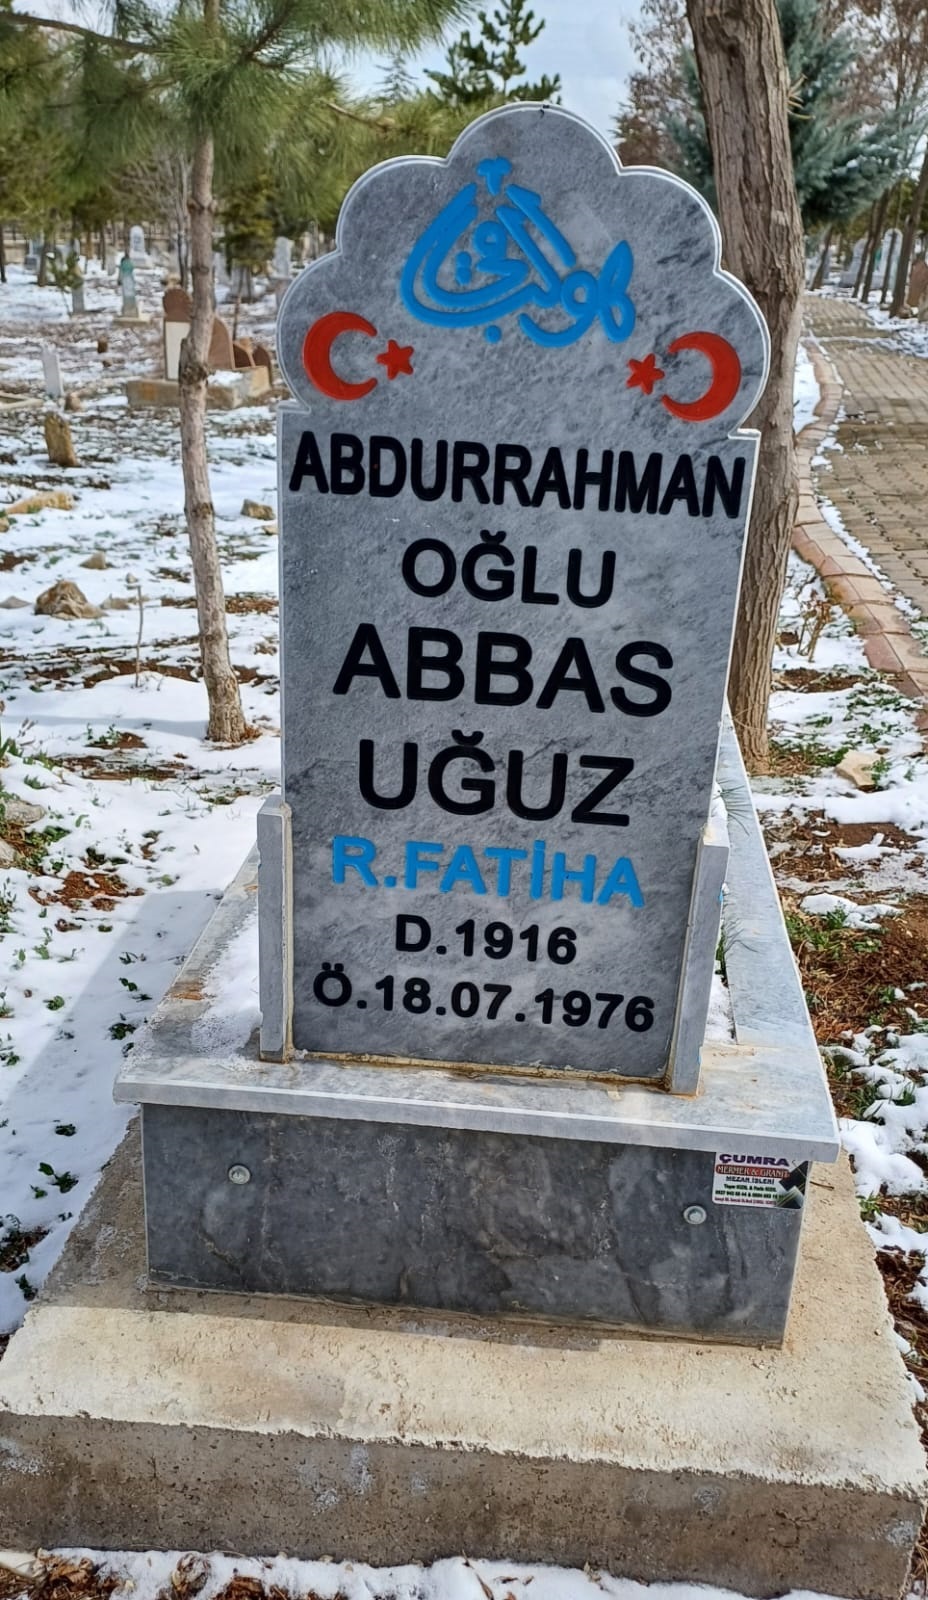 هو الباقي
ABDURRAHMAN
OĞLU
ABBAS
UĞUZ
R.FATİHA
D.1916
Ö.18.07.1976
ÇUMRA
MERMER & GRANİT
MEZAR İŞLERİ